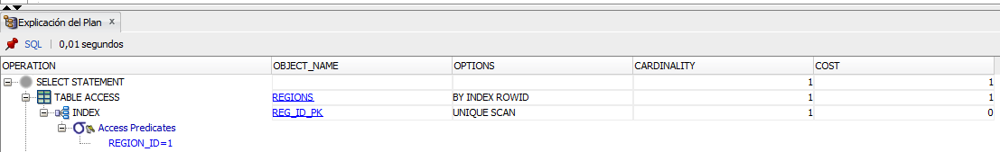 Explicación del Plan x
SQL | 0,01 segundos
OPERATION OBJECT_NAME OPTIONS CARDINALITY COST
SELECT STATEMENT 1 1
TABLE ACCESS REGIONS BY INDEX ROWID 1 1
INDEX REG_ID_PK UNIQUE SCAN 1 0
Access Predicates
REGION_ID=1